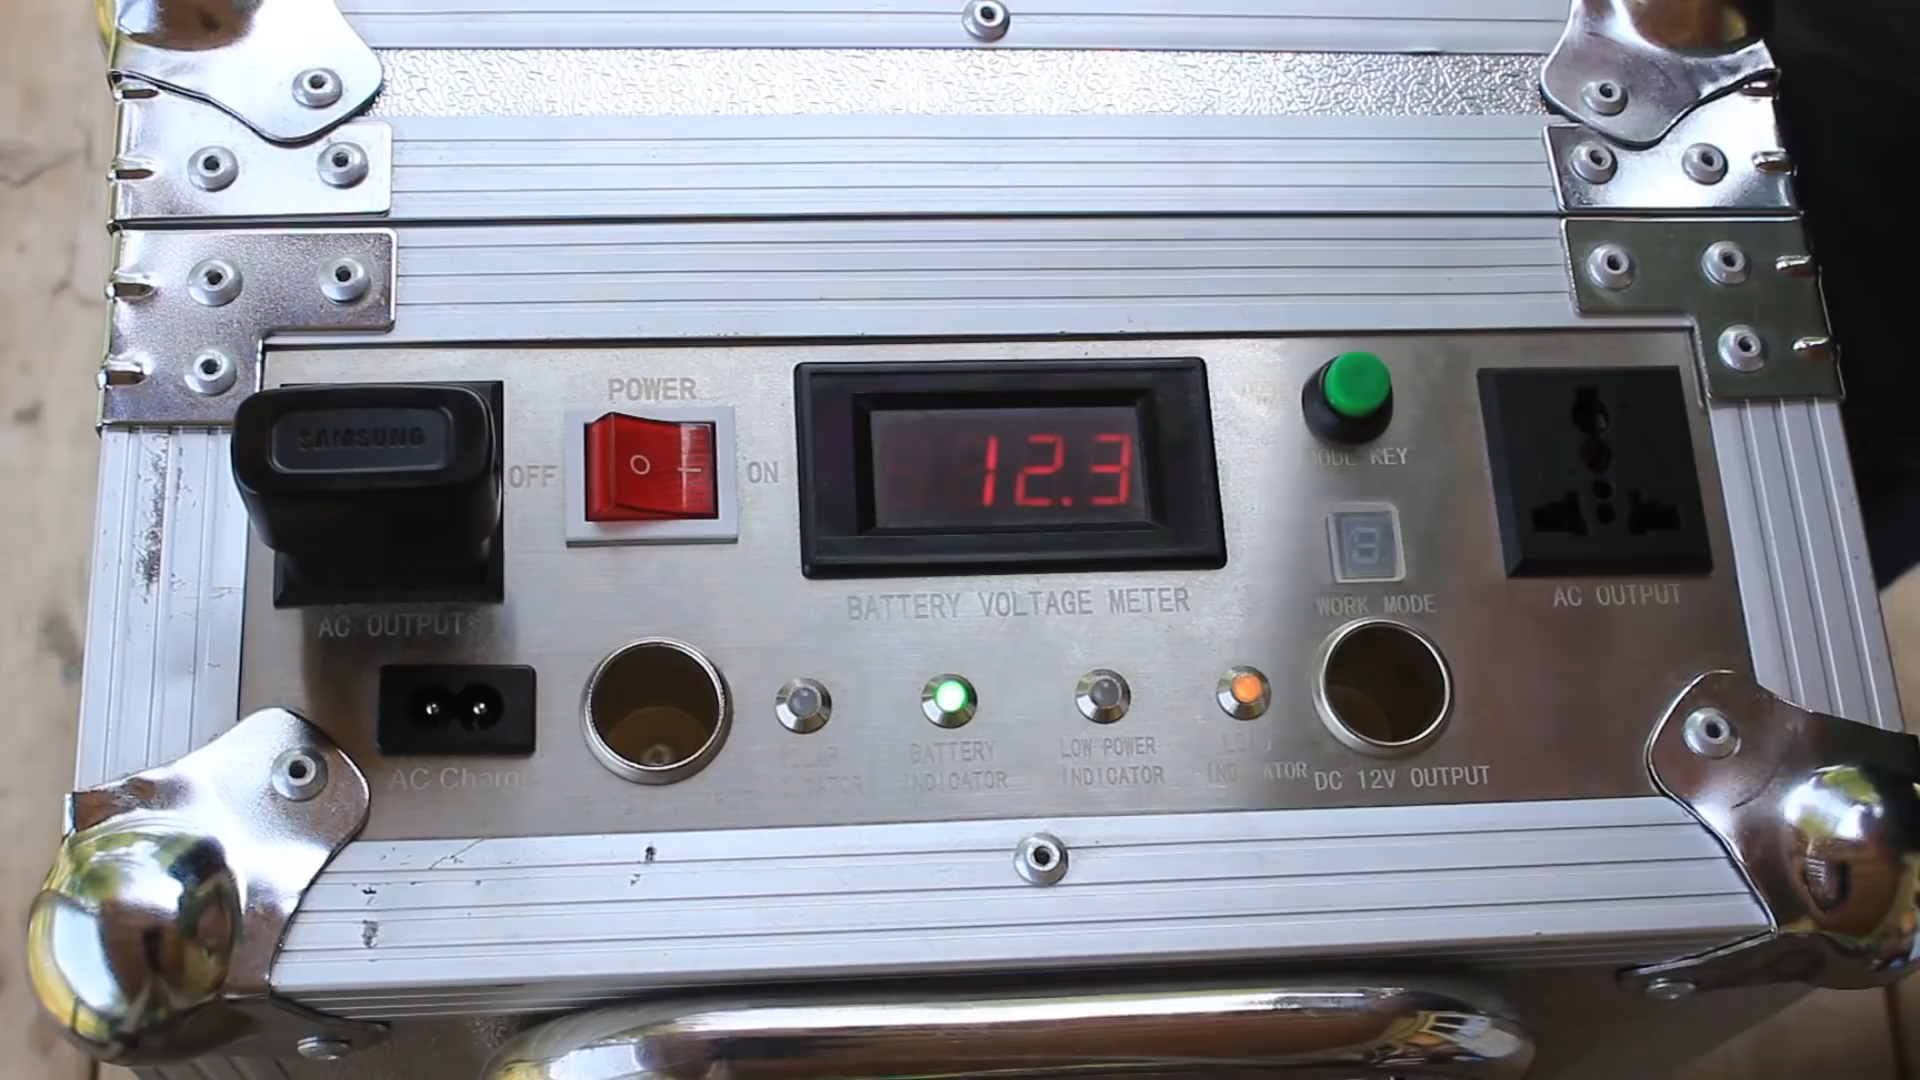 POWER
SAMSUNG
OFF
O
ON
12.3
KEY
BATTERY VOLTAGE METER
WORK MODE
AC OUTPUT
AC OUTPUT
AC Charge
BATTERY
INDICATOR
LOW POWER
INDICATOR
DC 12V OUTPUT